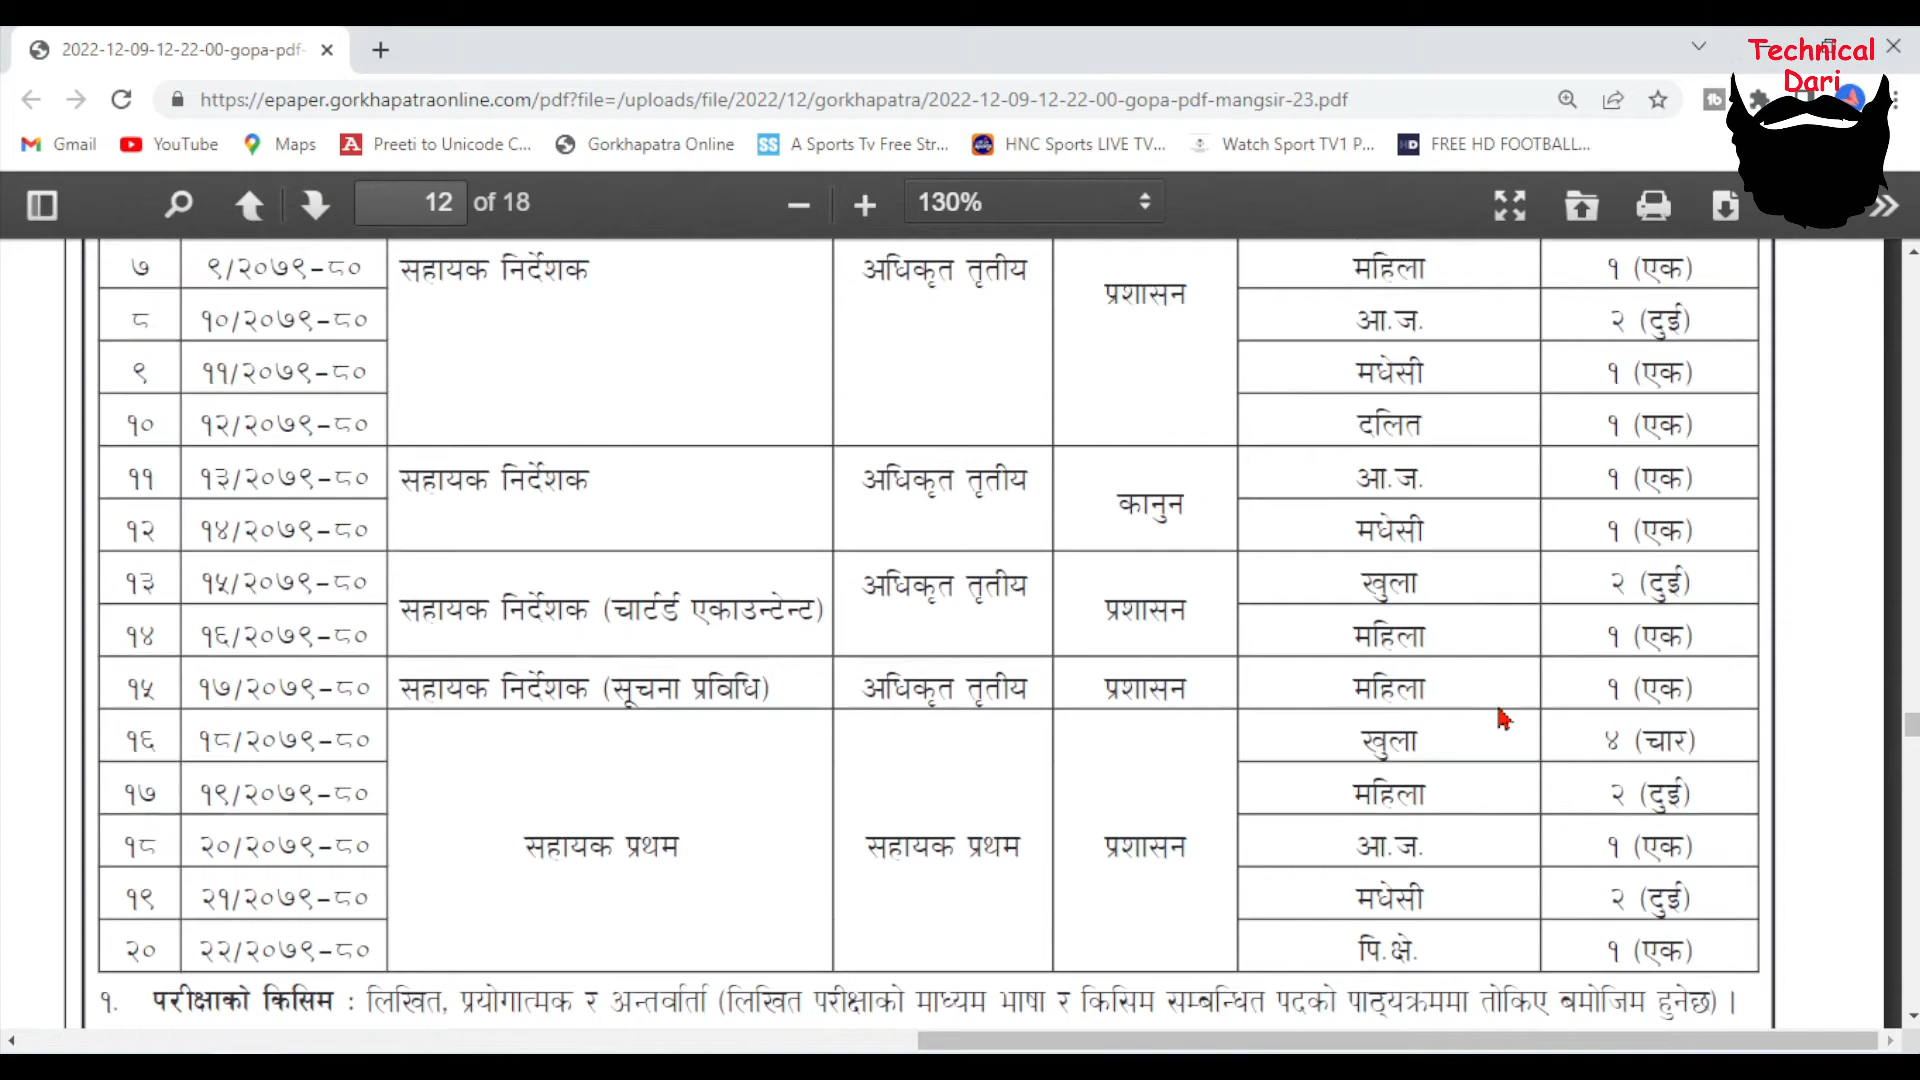 2022-12-09-12-22-00-gopa-pdf-
Technical
Dari
https://epaper.gorkhapatraonline.com/pdf?file=/uploads/file/2022/12/gorkhapatra/2022-12-09-12-22-00-gopa-pdf-mangsir-23.pdf
Gmail YouTube Maps Preeti to Unicode C... Gorkhapatra Online A Sports Tv Free Str... HNC Sports LIVE TV... Watch Sport TV1 P... FREE HD FOOTBALL...
12 of 18 130%
७ ९/२०७९-८० सहायक निर्देशक अधिकृत तृतीय प्रशासन महिला १ (एक)
८ १०/२०७९-८० आ.ज. २ (दुई)
९ ११/२०७९-८० मधेसी १ (एक)
१० १२/२०७९-८० दलित १ (एक)
११ १३/२०७९-८० सहायक निर्देशक अधिकृत तृतीय कानुन आ.ज. १ (एक)
१२ १४/२०७९-८० मधेसी १ (एक)
१३ १५/२०७९-८० सहायक निर्देशक (चार्टर्ड एकाउन्टेन्ट) अधिकृत तृतीय प्रशासन खुला २ (दुई)
१४ १६/२०७९-८० महिला १ (एक)
१५ १७/२०७९-८० सहायक निर्देशक (सूचना प्रविधि) अधिकृत तृतीय प्रशासन महिला १ (एक)
१६ १८/२०७९-८० खुला ४ (चार)
१७ १९/२०७९-८० महिला २ (दुई)
१८ २०/२०७९-८० सहायक प्रथम सहायक प्रथम प्रशासन आ.ज. १ (एक)
१९ २१/२०७९-८० मधेसी २ (दुई)
२० २२/२०७९-८० पि.क्षे. १ (एक)
१. परीक्षाको किसिम : लिखित, प्रयोगात्मक र अन्तर्वार्ता (लिखित परीक्षाको माध्यम भाषा र किसिम सम्बन्धित पदको पाठ्यक्रममा तोकिए बमोजिम हुनेछ) ।